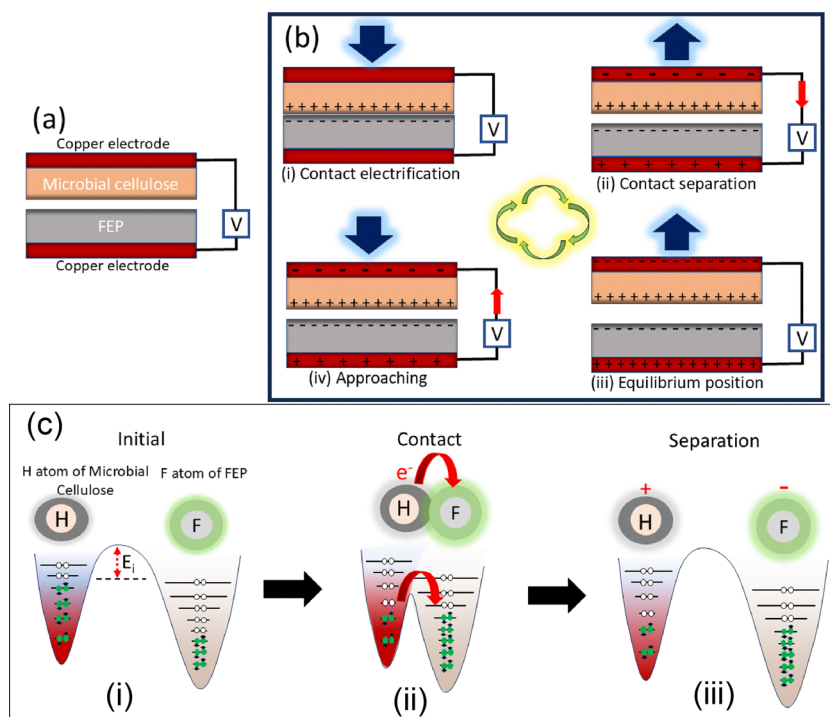 (a)
Copper electrode
Microbial cellulose
FEP
V
Copper electrode
(b)
+ + + + + + + + + + + + +
- - - - - - - - - - - - -
V
(i) Contact electrification
- - - - - - -
+ + + + + + + + + + + + +
- - - - - - - - - - - - -
+ + + + + + +
V
(ii) Contact separation
- - - - - - -
+ + + + + + + + + + + + +
- - - - - - - - - - - - -
+ + + + + + +
V
(iv) Approaching
- - - - - - - - - - - - -
+ + + + + + + + + + + + +
- - - - - - - - - - - - -
+ + + + + + + + + + + + +
V
(iii) Equilibrium position
(c)
Initial
H atom of Microbial
Cellulose
F atom of FEP
H
F
Ei
(i)
Contact
e-
H
F
(ii)
Separation
+
-
H
F
(iii)